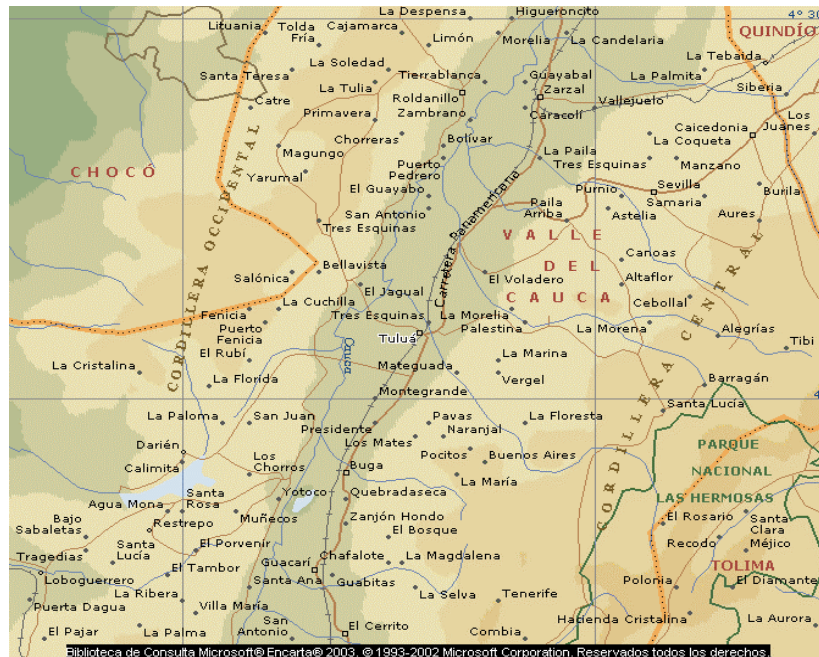 La Despensa
Higueroncito
4° 30
Lituania
Tolda
Fría
Cajamarca
Limón
Morelia
La Candelaria
QUINDÍO
La Tebaida
Santa Teresa
La Soledad
Tierrablanca
Guayabal
La Palmita
Siberia
La Tulia
Roldanillo
Zarzal
Catre
Primavera
Zambrano
Caracolí
Vallejuelo
Los
Juanes
Caicedonia
Chorreras
Bolívar
La Coqueta
Magungo
Puerto
Pedrero
La Paila
Tres Esquinas
Manzano
CHOCÓ
Yarumal
El Guayabo
Purnio
Sevilla
Burila
Samaria
San Antonio
Paila
Arriba
Astelia
Aures
Tres Esquinas
VALLE
DEL
CAUCA
CORDILLERA OCCIDENTAL
Carretera Panamericana
CORDILLERA CENTRAL
Canoas
Salónica
Bellavista
El Voladero
Altaflor
El Jagual
Cebollal
La Cuchilla
Fenicia
Tres Esquinas
La Morelia
Puerto
Fenicia
Tuluá
Palestina
La Morena
Alegrías
Tibi
El Rubí
Cauca
La Marina
La Cristalina
Mateguada
Vergel
La Florida
Montegrande
Barragán
4
Santa Lucía
La Paloma
San Juan
Presidente
Pavas
La Floresta
Naranjal
Los Mates
Darién
Calimita
Los
Chorros
Buga
Pocitos
Buenos Aires
PARQUE
NACIONAL
LAS HERMOSAS
La María
Santa
Rosa
Yotoco
Quebradaseca
Agua Mona
Bajo
Sabaletas
Restrepo
Muñecos
Zanjón Hondo
El Rosario
Santa
Clara
El Bosque
Recodo
Méjico
Tragedias
Santa
Lucía
El Porvenir
Chafalote
La Magdalena
Guacarí
TOLIMA
Loboguerrero
El Tambor
Santa Ana
Guabitas
Polonia
El Diamante
La Ribera
La Selva
Tenerife
Puerta Dagua
Villa María
Hacienda Cristalina
La Aurora
San
Antonio
El Cerrito
El Pajar
La Palma
Combia
Biblioteca de Consulta Microsoft® Encarta® 2003. © 1993-2002 Microsoft Corporation. Reservados todos los derechos.